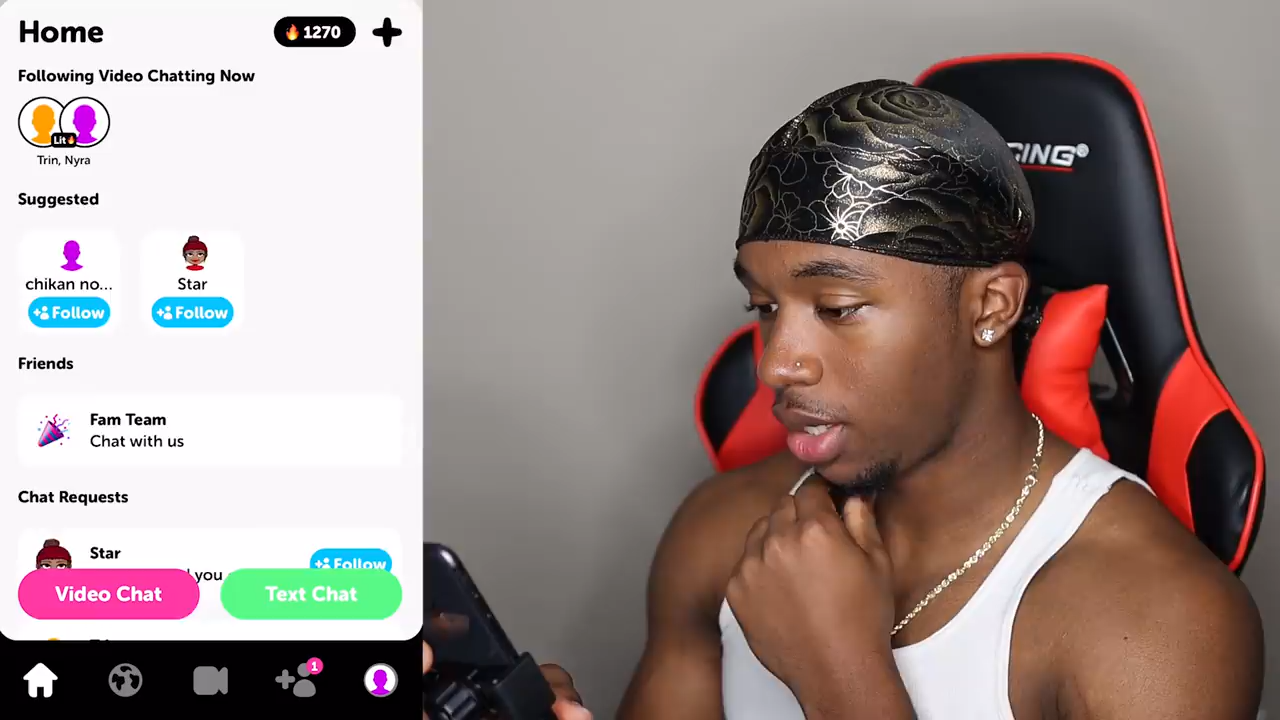 Home
🔥 1270
Following Video Chatting Now
Lit🔥
Trin, Nyra
Suggested
chikan no...
Star
Follow
Follow
Friends
Fam Team
Chat with us
Chat Requests
Star
Follow
you
Video Chat
Text Chat
1
CING®